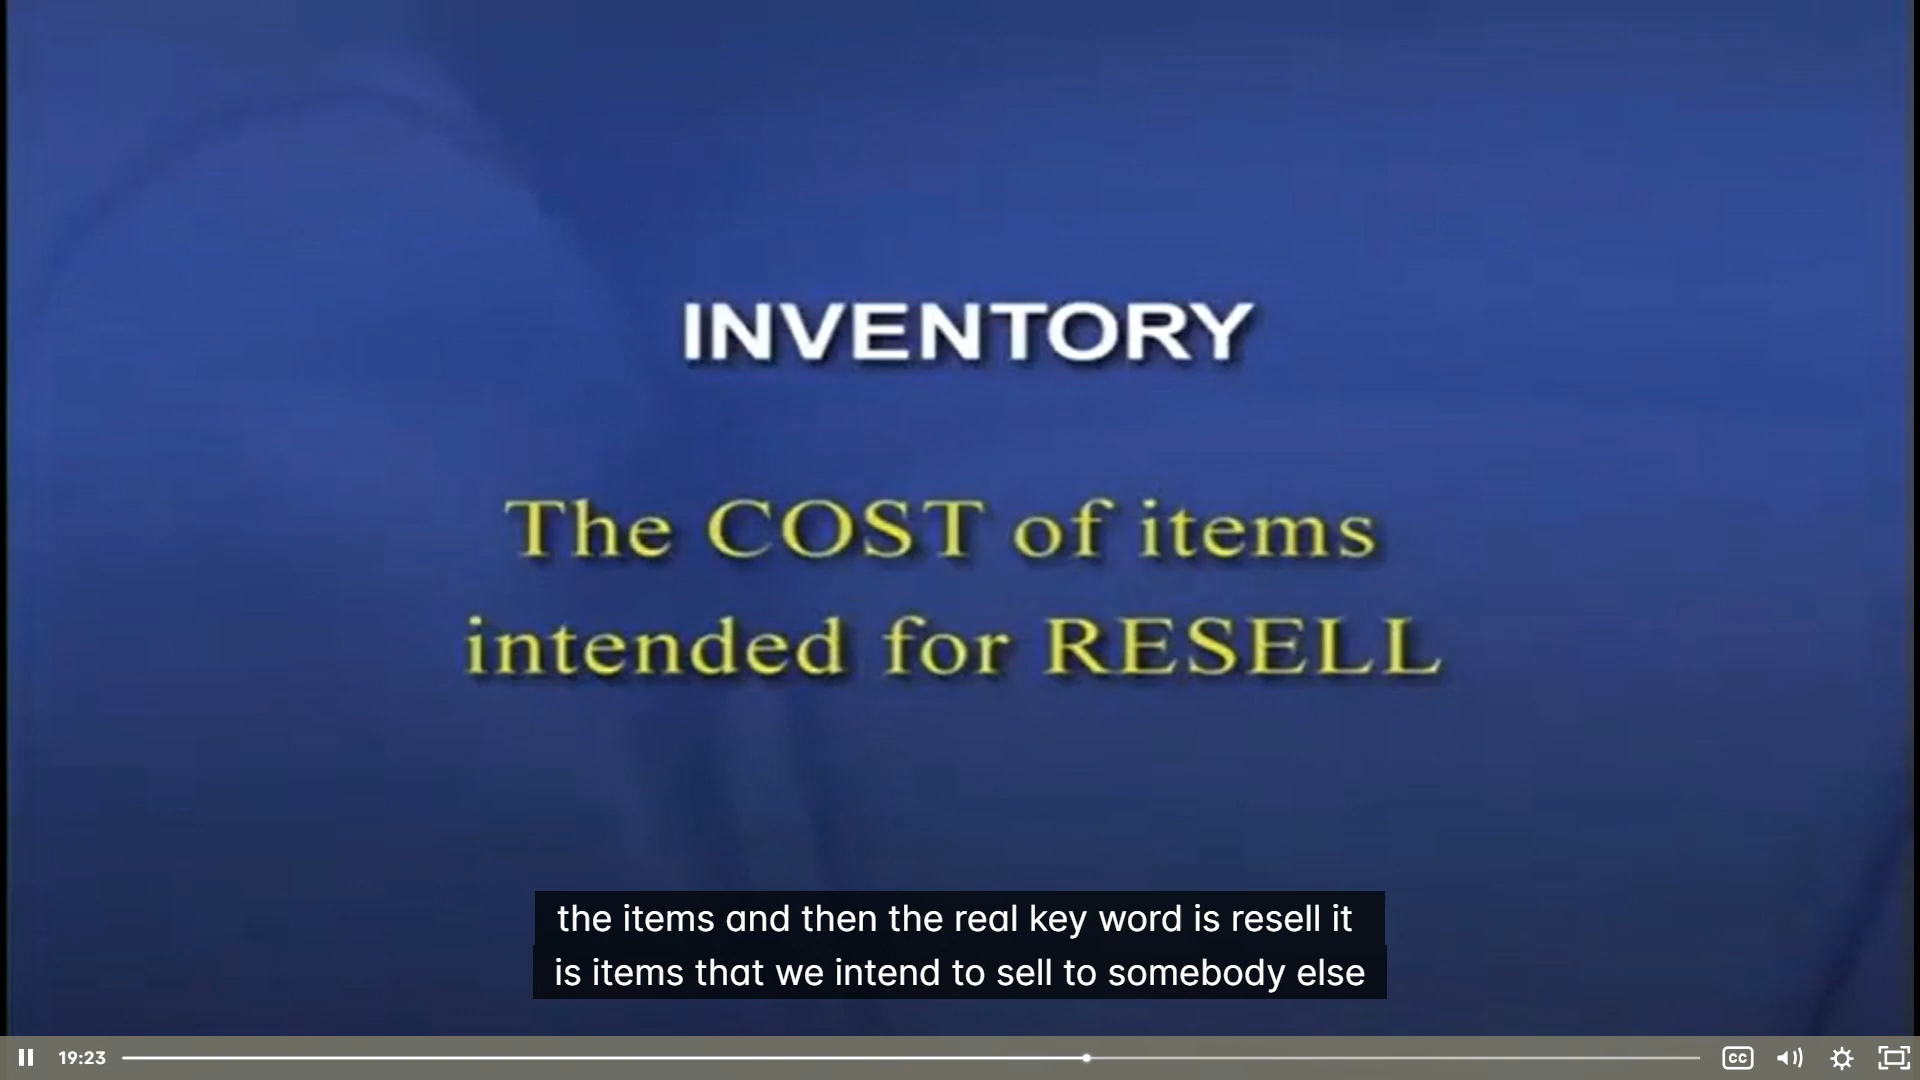 INVENTORY
The COST of items
intended for RESELL
the items and then the real key word is resell it
is items that we intend to sell to somebody else
19:23
CC